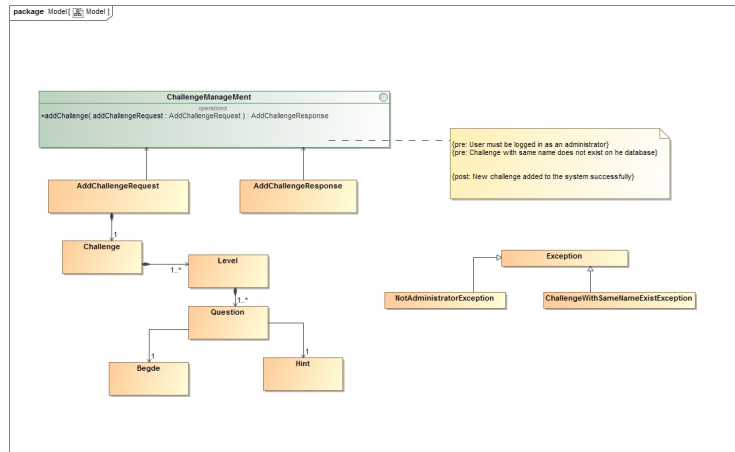 package Model[ Model ]
ChallengeManageMent
operations
+addChallenge( addChallengeRequest : AddChallengeRequest ) : AddChallengeResponse
{pre: User must be logged in as an administrator}
{pre: Challenge with same name does not exist on he database}
{post: New challenge added to the system successfully}
AddChallengeRequest
AddChallengeResponse
1
Challenge
1..*
Level
Exception
1..*
NotAdministratorException
ChallengeWithSameNameExistException
Question
1
1
Begde
Hint